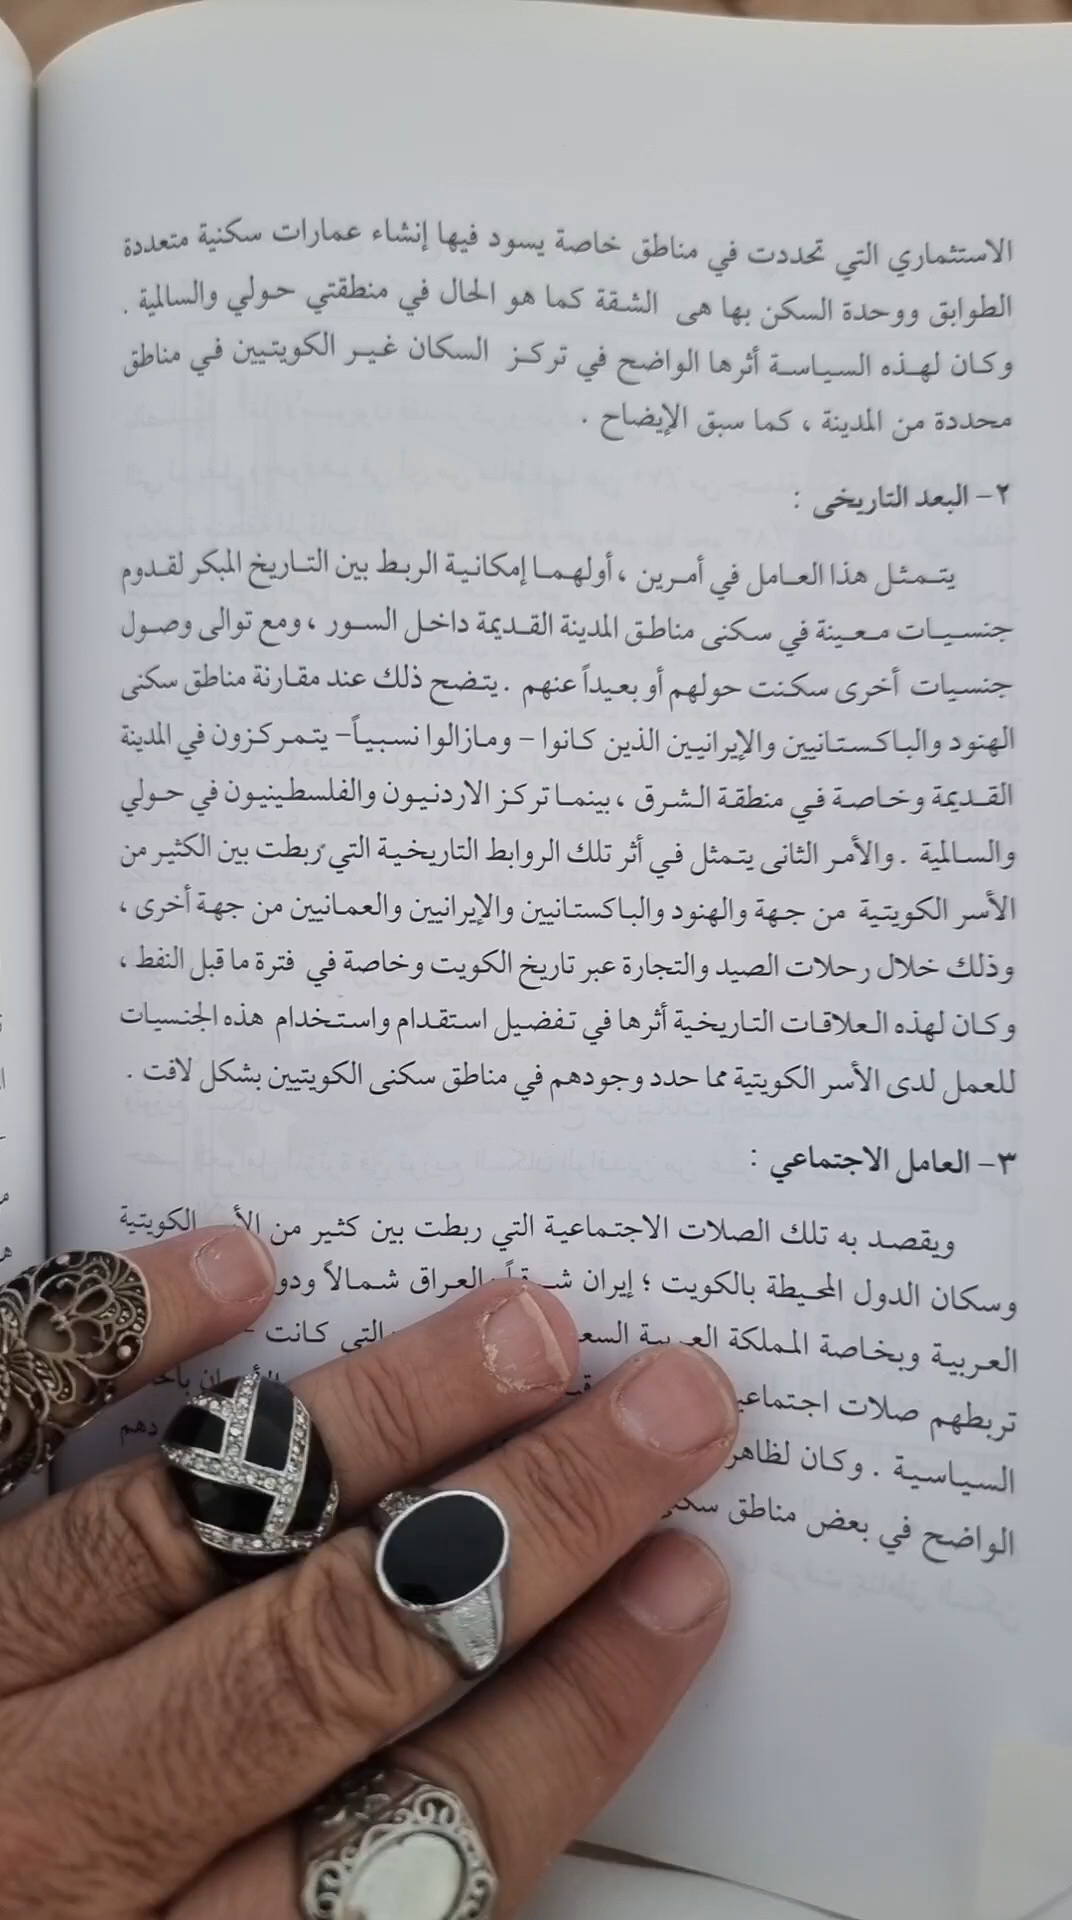 الاستثماري التي تحددت في مناطق خاصة يسود فيها إنشاء عمارات سكنية متعددة
الطوابق ووحدة السكن بها هى الشقة كما هو الحال في منطقتي حولي والسالمية .
وكان لهذه السياسة أثرها الواضح في تركز السكان غير الكويتيين في مناطق
محددة من المدينة ، كما سبق الإيضاح .
٢- البعد التاريخى :
يتمثل هذا العامل في أمرين ، أولهما إمكانية الربط بين التاريخ المبكر لقدوم
جنسيات معينة في سكنى مناطق المدينة القديمة داخل السور ، ومع توالى وصول
جنسيات أخرى سكنت حولهم أو بعيداً عنهم . يتضح ذلك عند مقارنة مناطق سكنى
الهنود والباكستانيين والإيرانيين الذين كانوا - ومازالوا نسبياً- يتمركزون في المدينة
القديمة وخاصة في منطقة الشرق ، بينما تركز الاردنيون والفلسطينيون في حولي
والسالمية . والأمر الثانى يتمثل في أثر تلك الروابط التاريخية التي ربطت بين الكثير من
الأسر الكويتية من جهة والهنود والباكستانيين والإيرانيين والعمانيين من جهة أخرى ،
وذلك خلال رحلات الصيد والتجارة عبر تاريخ الكويت وخاصة في فترة ما قبل النفط ،
وكان لهذه العلاقات التاريخية أثرها في تفضيل استقدام واستخدام هذه الجنسيات
للعمل لدى الأسر الكويتية مما حدد وجودهم في مناطق سكنى الكويتيين بشكل لافت .
٣- العامل الاجتماعي :
ويقصد به تلك الصلات الاجتماعية التي ربطت بين كثير من الكويتية
وسكان الدول المحيطة بالكويت ؛ إيران شرقاً والعراق شمالاً
العربية وبخاصة المملكة العربية والتي كانت -
تربطهم صلات
السياسية . وكان
الواضح في بعض مناطق